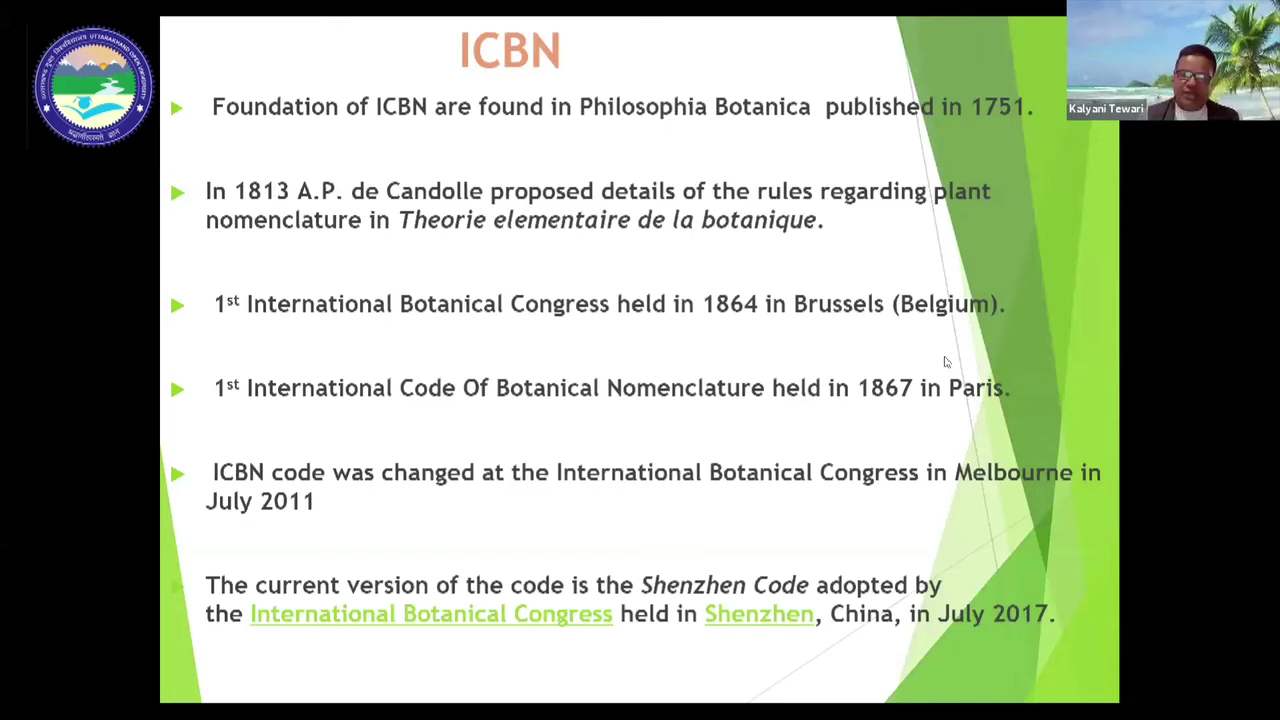 ICBN
Foundation of ICBN are found in Philosophia Botanica published in 1751.
In 1813 A.P. de Candolle proposed details of the rules regarding plant
nomenclature in Theorie elementaire de la botanique.
1st International Botanical Congress held in 1864 in Brussels (Belgium).
1st International Code Of Botanical Nomenclature held in 1867 in Paris.
ICBN code was changed at the International Botanical Congress in Melbourne in
July 2011
The current version of the code is the Shenzhen Code adopted by
the International Botanical Congress held in Shenzhen, China, in July 2017.
Kalyani Tewari
UTTARAKHAND OPEN UNIVERSITY